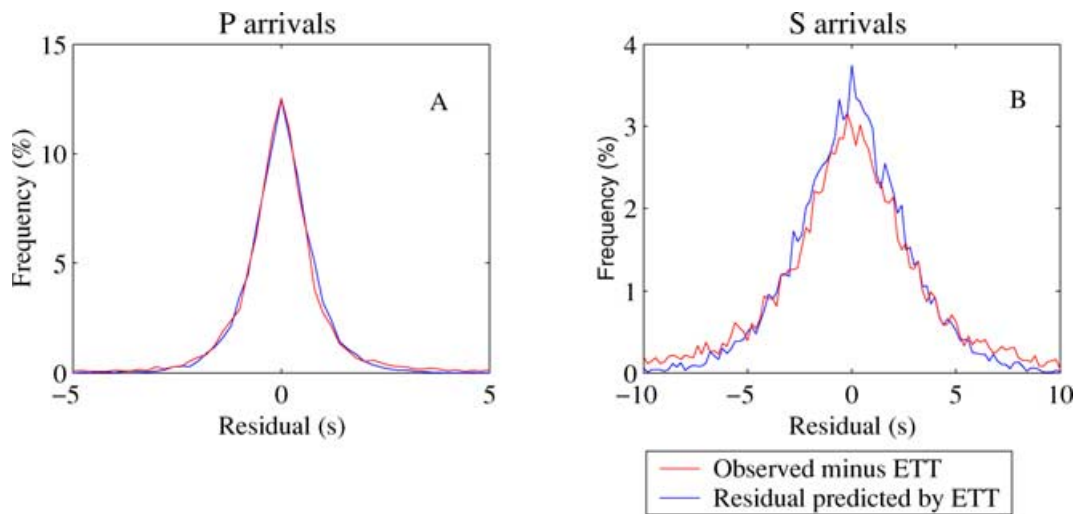 P arrivals
15
10
5
0
Frequency (%)
A
−5
0
5
Residual (s)
S arrivals
4
3
2
1
0
Frequency (%)
B
−10
−5
0
5
10
Residual (s)
Observed minus ETT
Residual predicted by ETT